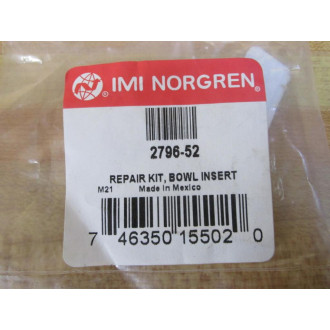 IMI NORGREN®
2796-52
REPAIR KIT, BOWL INSERT
M21 Made in Mexico
7 46350 15502 0